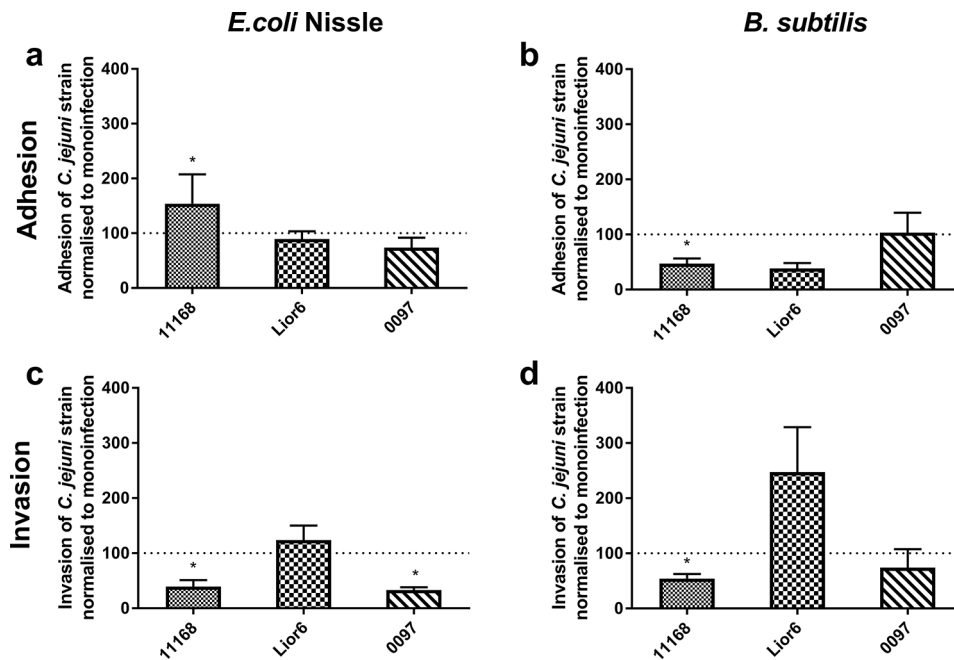 E.coli Nissle
B. subtilis
Adhesion
a
Adhesion of C. jejuni strain
normalised to monoinfection
400
300
200
100
0
*
11168
Lior6
0097
b
Adhesion of C. jejuni strain
normalised to monoinfection
400
300
200
100
0
*
11168
Lior6
0097
Invasion
c
Invasion of C. jejuni strain
normalised to monoinfection
400
300
200
100
0
*
*
11168
Lior6
0097
d
Invasion of C. jejuni strain
normalised to monoinfection
400
300
200
100
0
*
11168
Lior6
0097